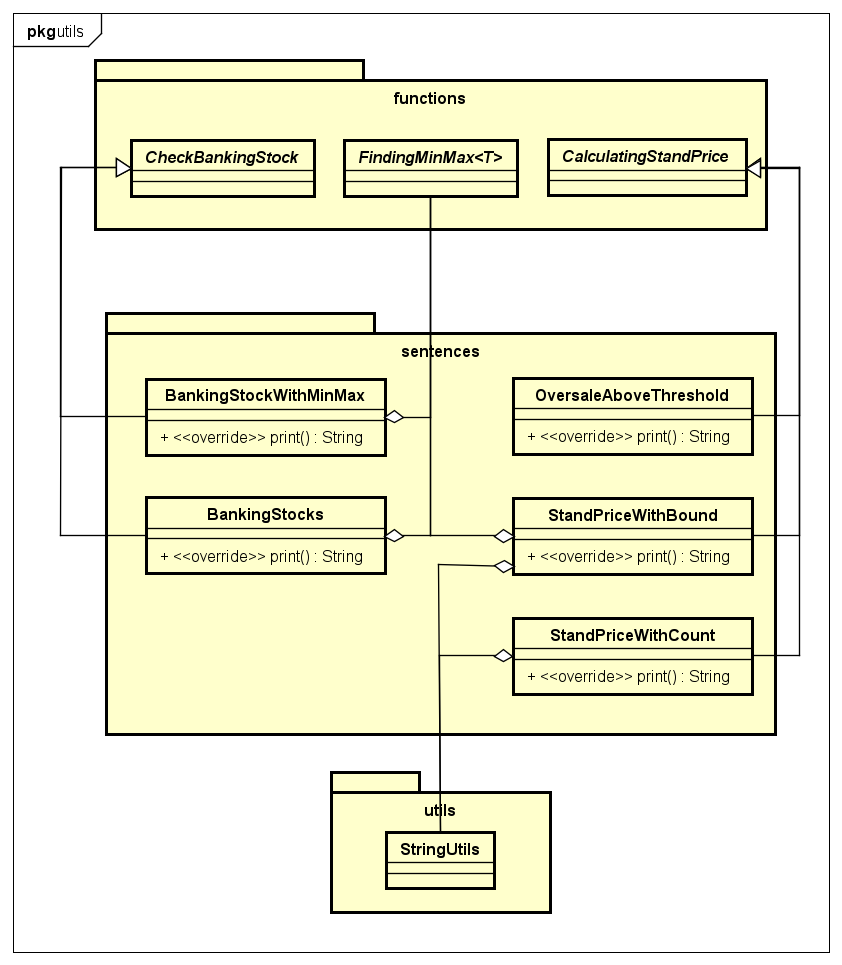 pkg utils
functions
CheckBankingStock
FindingMinMax<T>
CalculatingStandPrice
sentences
BankingStockWithMinMax
+ <<override>> print() : String
OversaleAboveThreshold
+ <<override>> print() : String
BankingStocks
+ <<override>> print() : String
StandPriceWithBound
+ <<override>> print() : String
StandPriceWithCount
+ <<override>> print() : String
utils
StringUtils